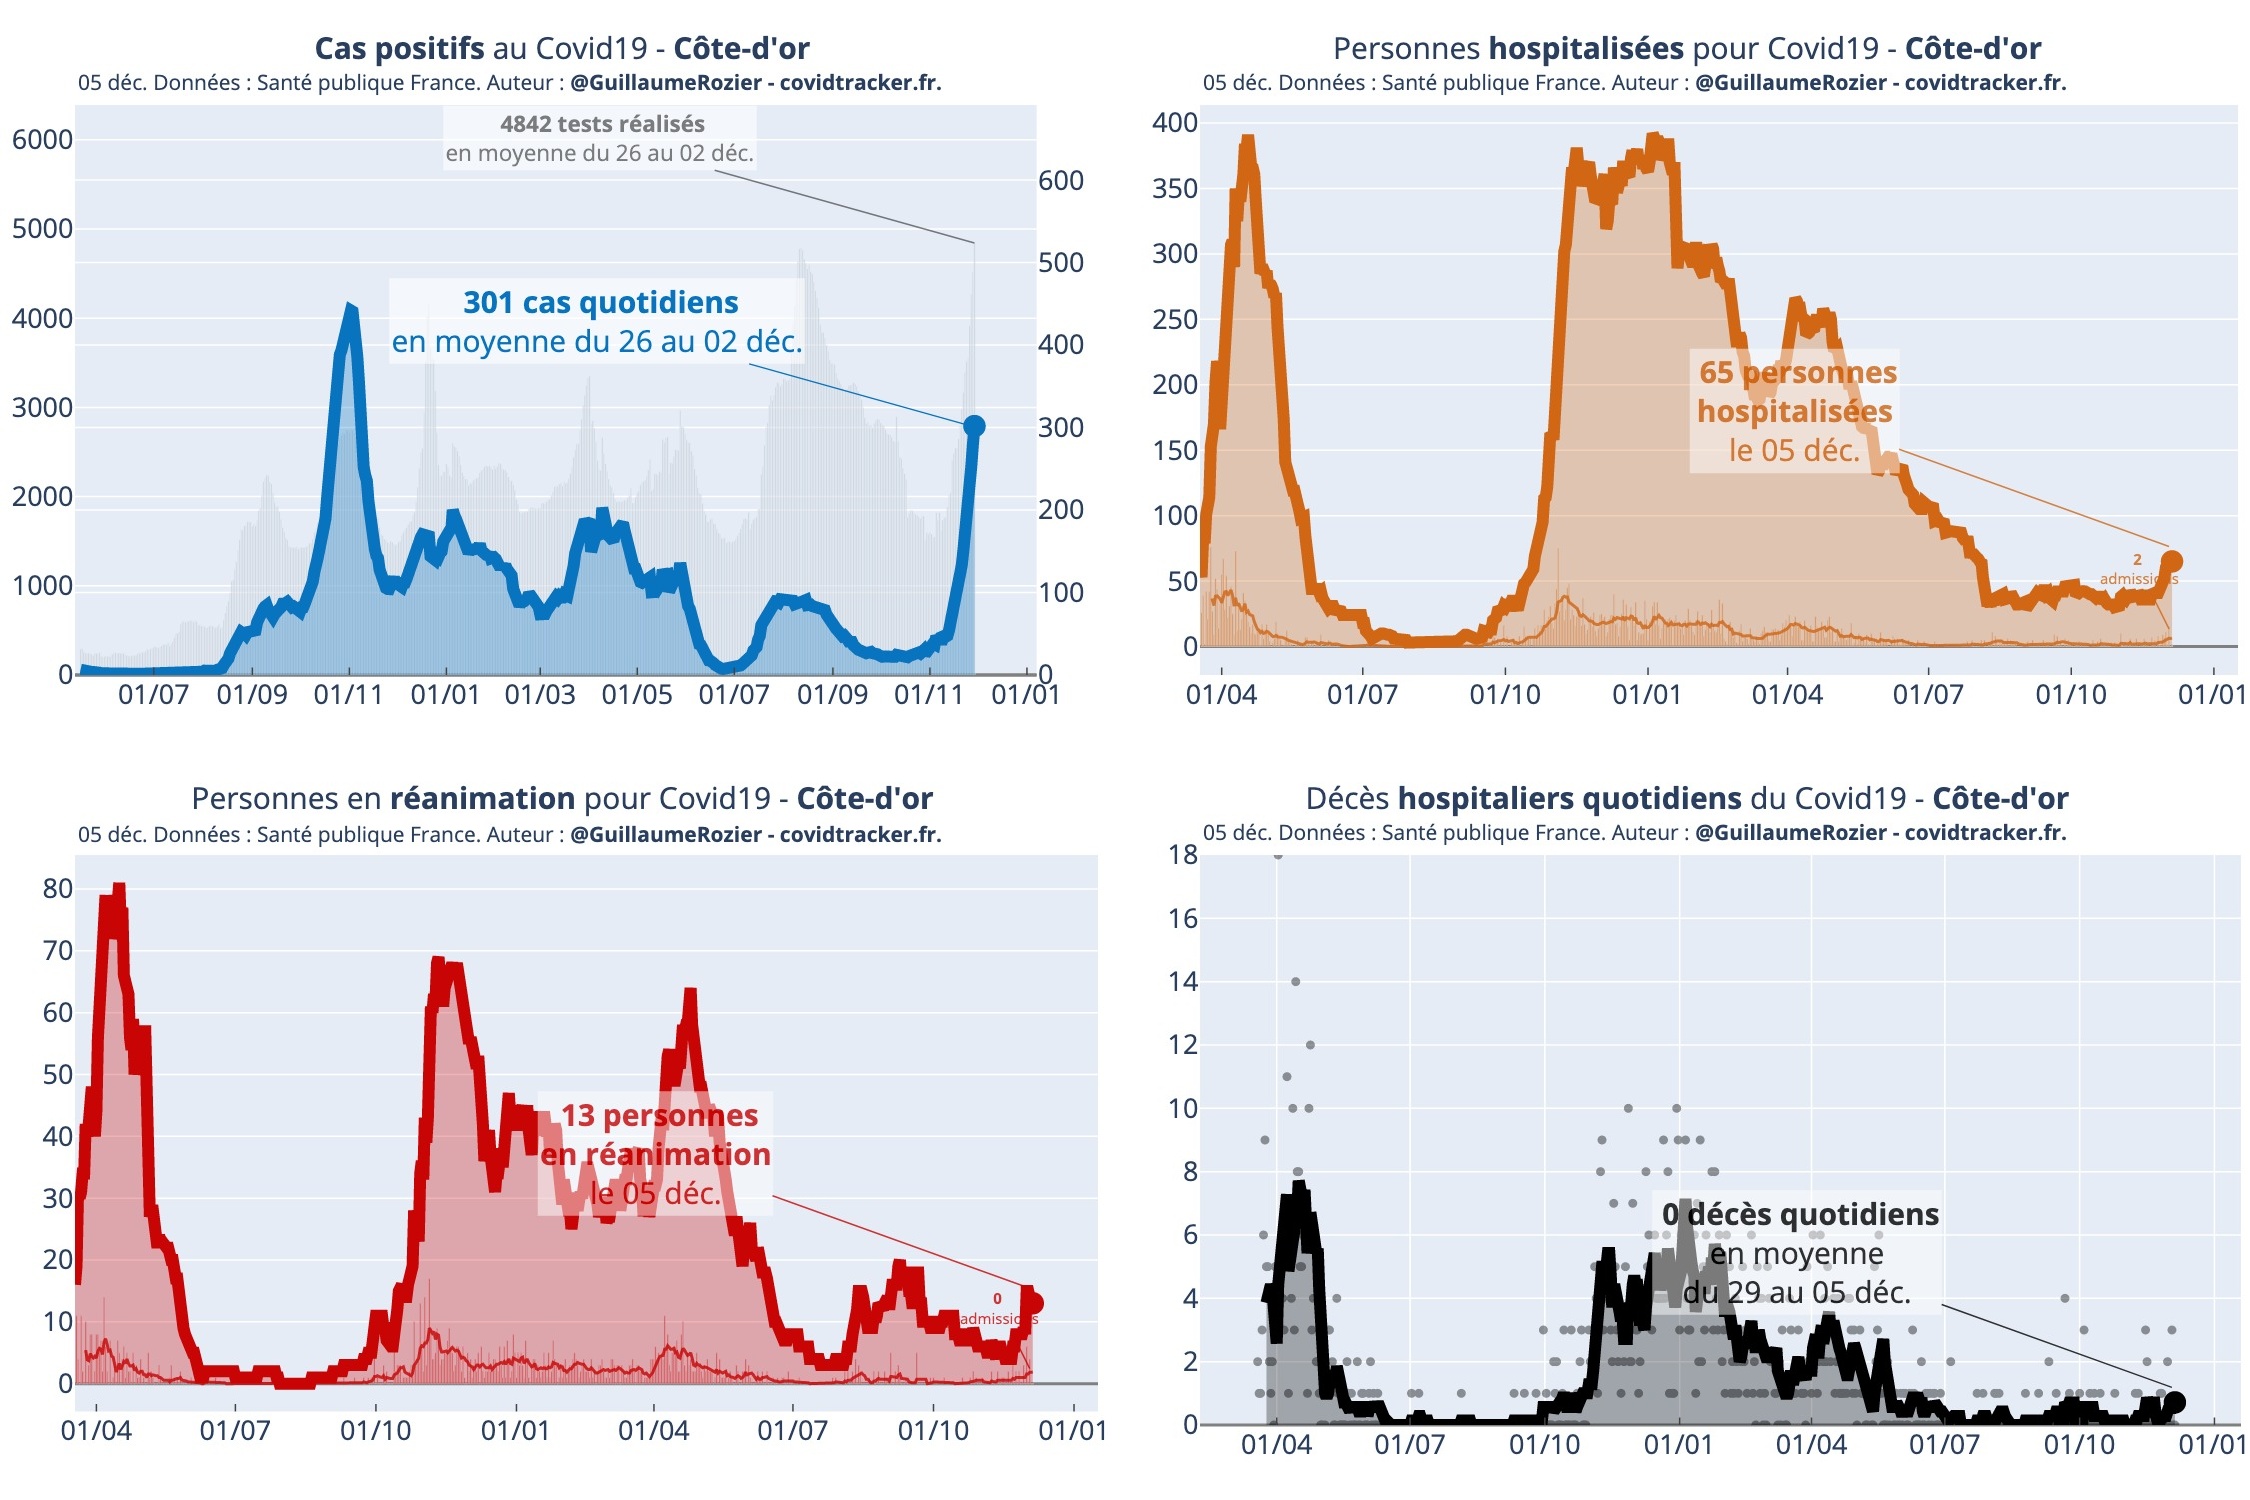 Cas positifs au Covid19 - Côte-d'or
05 déc. Données : Santé publique France. Auteur : @GuillaumeRozier - covidtracker.fr.
4842 tests réalisés
en moyenne du 26 au 02 déc.
301 cas quotidiens
en moyenne du 26 au 02 déc.
6000
5000
4000
3000
2000
1000
0
600
500
400
300
200
100
0
01/07 01/09 01/11 01/01 01/03 01/05 01/07 01/09 01/11 01/01
Personnes hospitalisées pour Covid19 - Côte-d'or
05 déc. Données : Santé publique France. Auteur : @GuillaumeRozier - covidtracker.fr.
400
350
300
250
200
150
100
50
0
65 personnes
hospitalisées
le 05 déc.
2
admissions
01/04 01/07 01/10 01/01 01/04 01/07 01/10 01/01
Personnes en réanimation pour Covid19 - Côte-d'or
05 déc. Données : Santé publique France. Auteur : @GuillaumeRozier - covidtracker.fr.
80
70
60
50
40
30
20
10
0
13 personnes
en réanimation
le 05 déc.
0
admissions
01/04 01/07 01/10 01/01 01/04 01/07 01/10 01/01
Décès hospitaliers quotidiens du Covid19 - Côte-d'or
05 déc. Données : Santé publique France. Auteur : @GuillaumeRozier - covidtracker.fr.
18
16
14
12
10
8
6
4
2
0
0 décès quotidiens
en moyenne
du 29 au 05 déc.
01/04 01/07 01/10 01/01 01/04 01/07 01/10 01/01